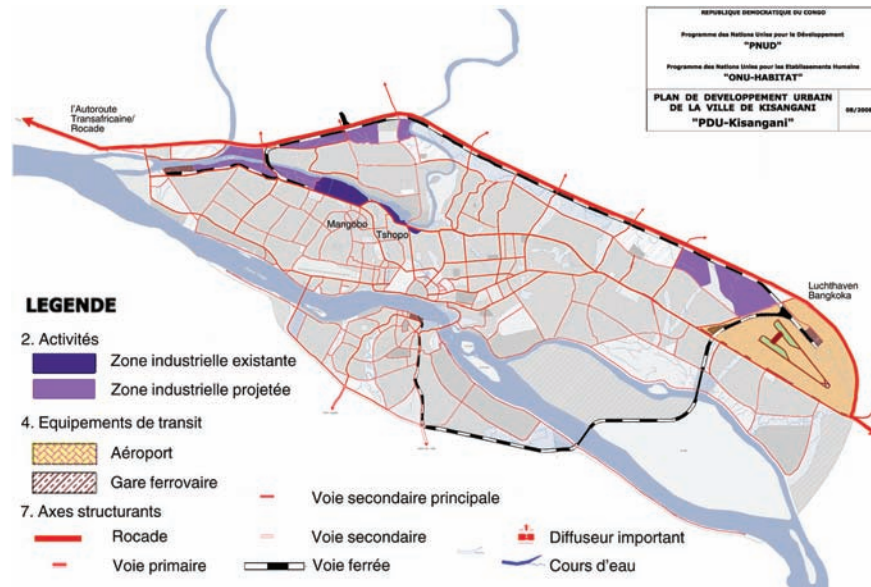 REPUBLIQUE DEMOCRATIQUE DU CONGO
Programme des Nations Unies pour le Développement
"PNUD"
Programme des Nations Unies pour les Etablissements Humains
"ONU-HABITAT"
PLAN DE DEVELOPPEMENT URBAIN
DE LA VILLE DE KISANGANI
"PDU-Kisangani"
l'Autoroute
Transafricaine/
Rocade
Mangobo
Tshopo
Luchthaven
Bangkoka
LEGENDE
2. Activités
Zone industrielle existante
Zone industrielle projetée
4. Equipements de transit
Aéroport
Gare ferrovaire
7. Axes structurants
Rocade
Voie primaire
Voie secondaire principale
Voie secondaire
Voie ferrée
Diffuseur important
Cours d'eau